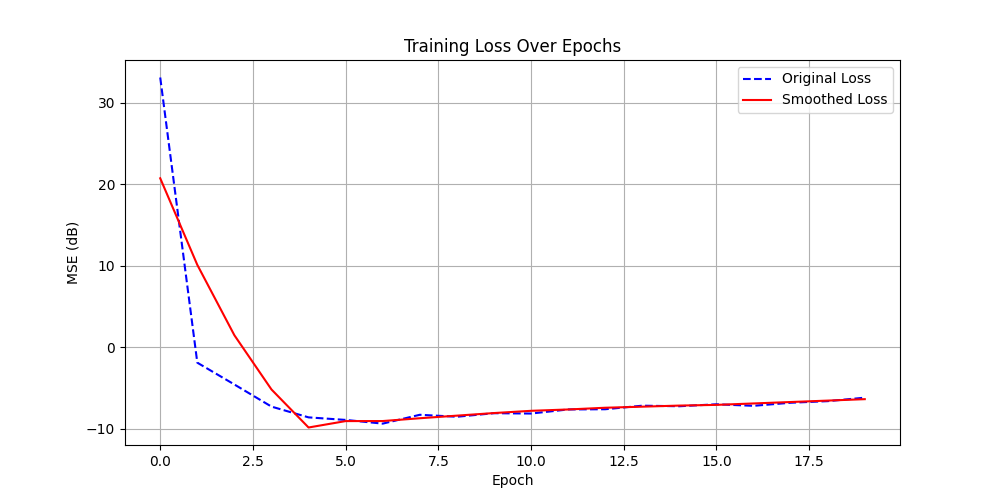 Training Loss Over Epochs
Original Loss
Smoothed Loss
MSE (dB)
30
20
10
0
−10
0.0 2.5 5.0 7.5 10.0 12.5 15.0 17.5
Epoch